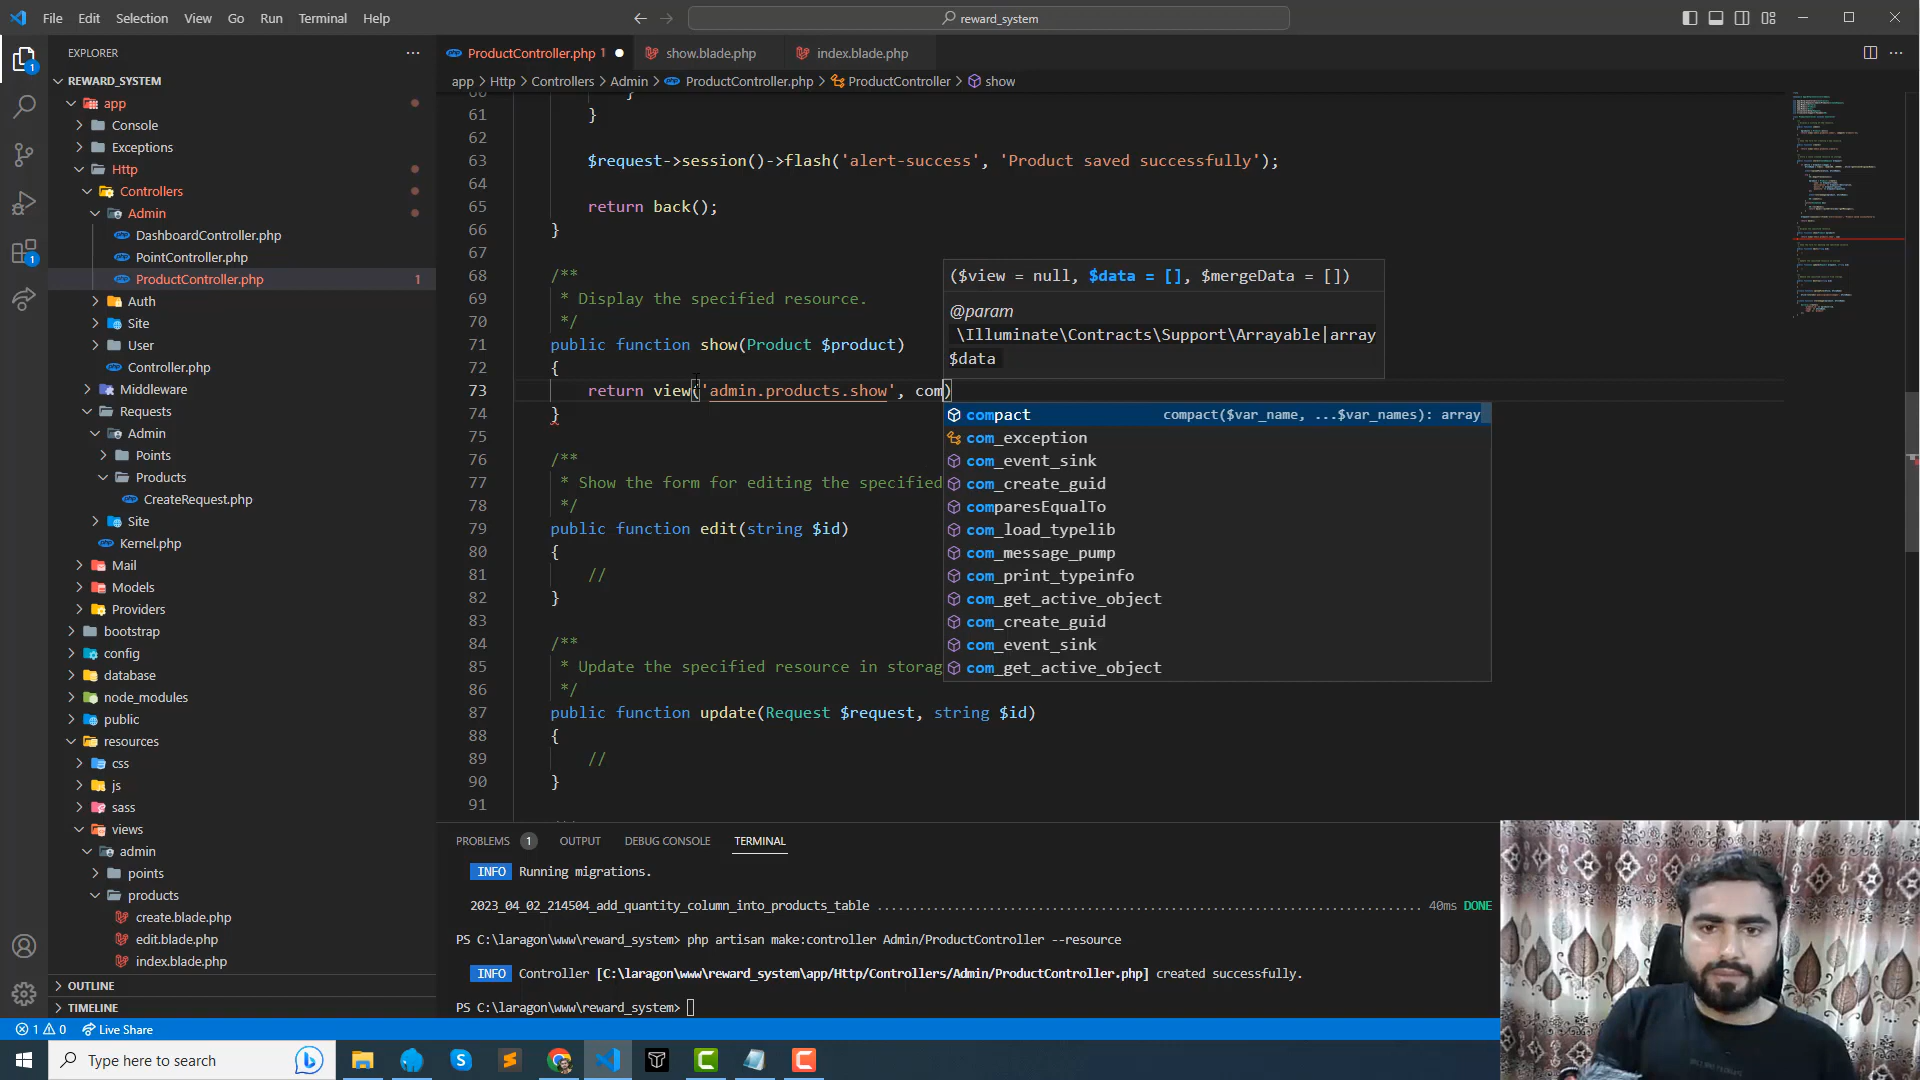 File Edit Selection View Go Run Terminal Help
reward_system
EXPLORER
REWARD_SYSTEM
app
Console
Exceptions
Http
Controllers
Admin
DashboardController.php
PointController.php
ProductController.php 1
Auth
Site
User
Controller.php
Middleware
Requests
Admin
Points
Products
CreateRequest.php
Site
Kernel.php
Mail
Models
Providers
bootstrap
config
database
node_modules
public
resources
css
js
sass
views
admin
points
products
create.blade.php
edit.blade.php
index.blade.php
OUTLINE
TIMELINE
ProductController.php 1
show.blade.php
index.blade.php
app > Http > Controllers > Admin > ProductController.php > ProductController > show
61 }
62
63 $request->session()->flash('alert-success', 'Product saved successfully');
64
65 return back();
66 }
67
68 /**
69 * Display the specified resource.
70 */
71 public function show(Product $product)
72 {
73 return view('admin.products.show', com)
74 }
75
76 /**
77 * Show the form for editing the specified
78 */
79 public function edit(string $id)
80 {
81 //
82 }
83
84 /**
85 * Update the specified resource in storag
86 */
87 public function update(Request $request, string $id)
88 {
89 //
90 }
91
($view = null, $data = [], $mergeData = [])
@param
\Illuminate\Contracts\Support\Arrayable|array
$data
compact compact($var_name, ...$var_names): array
com_exception
com_event_sink
com_create_guid
comparesEqualTo
com_load_typelib
com_message_pump
com_print_typeinfo
com_get_active_object
com_create_guid
com_event_sink
com_get_active_object
PROBLEMS 1 OUTPUT DEBUG CONSOLE TERMINAL
INFO Running migrations.
2023_04_02_214504_add_quantity_column_into_products_table ........ 40ms DONE
PS C:\laragon\www\reward_system> php artisan make:controller Admin/ProductController --resource
INFO Controller [C:\laragon\www\reward_system\app/Http/Controllers/Admin/ProductController.php] created successfully.
PS C:\laragon\www\reward_system>
1 0 Live Share
Type here to search